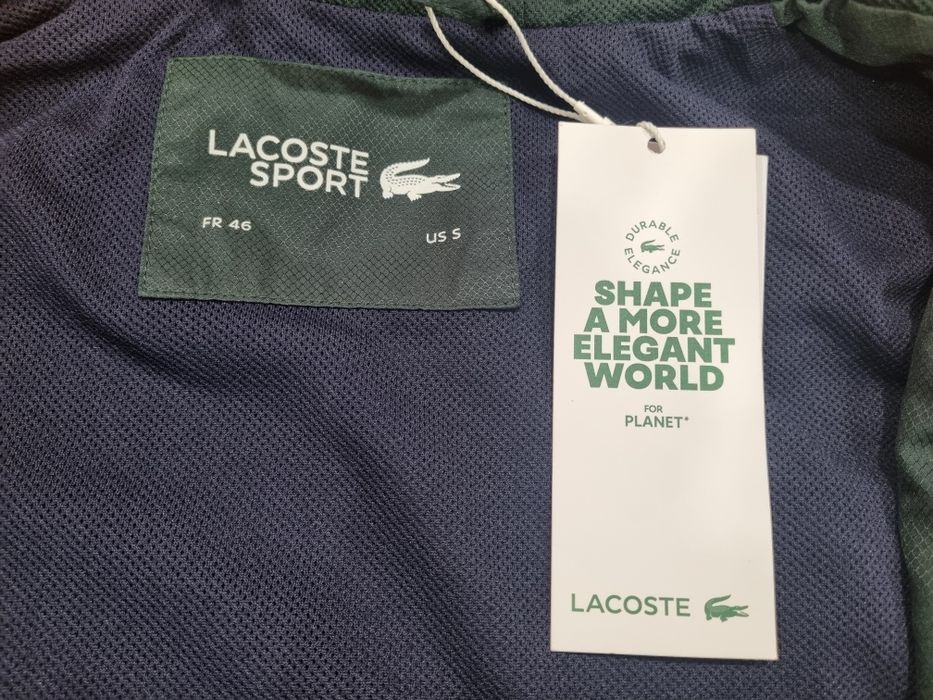 LACOSTE
SPORT
FR 46
US S
DURABLE
ELEGANCE
SHAPE
A MORE
ELEGANT
WORLD
FOR
PLANET*
LACOSTE